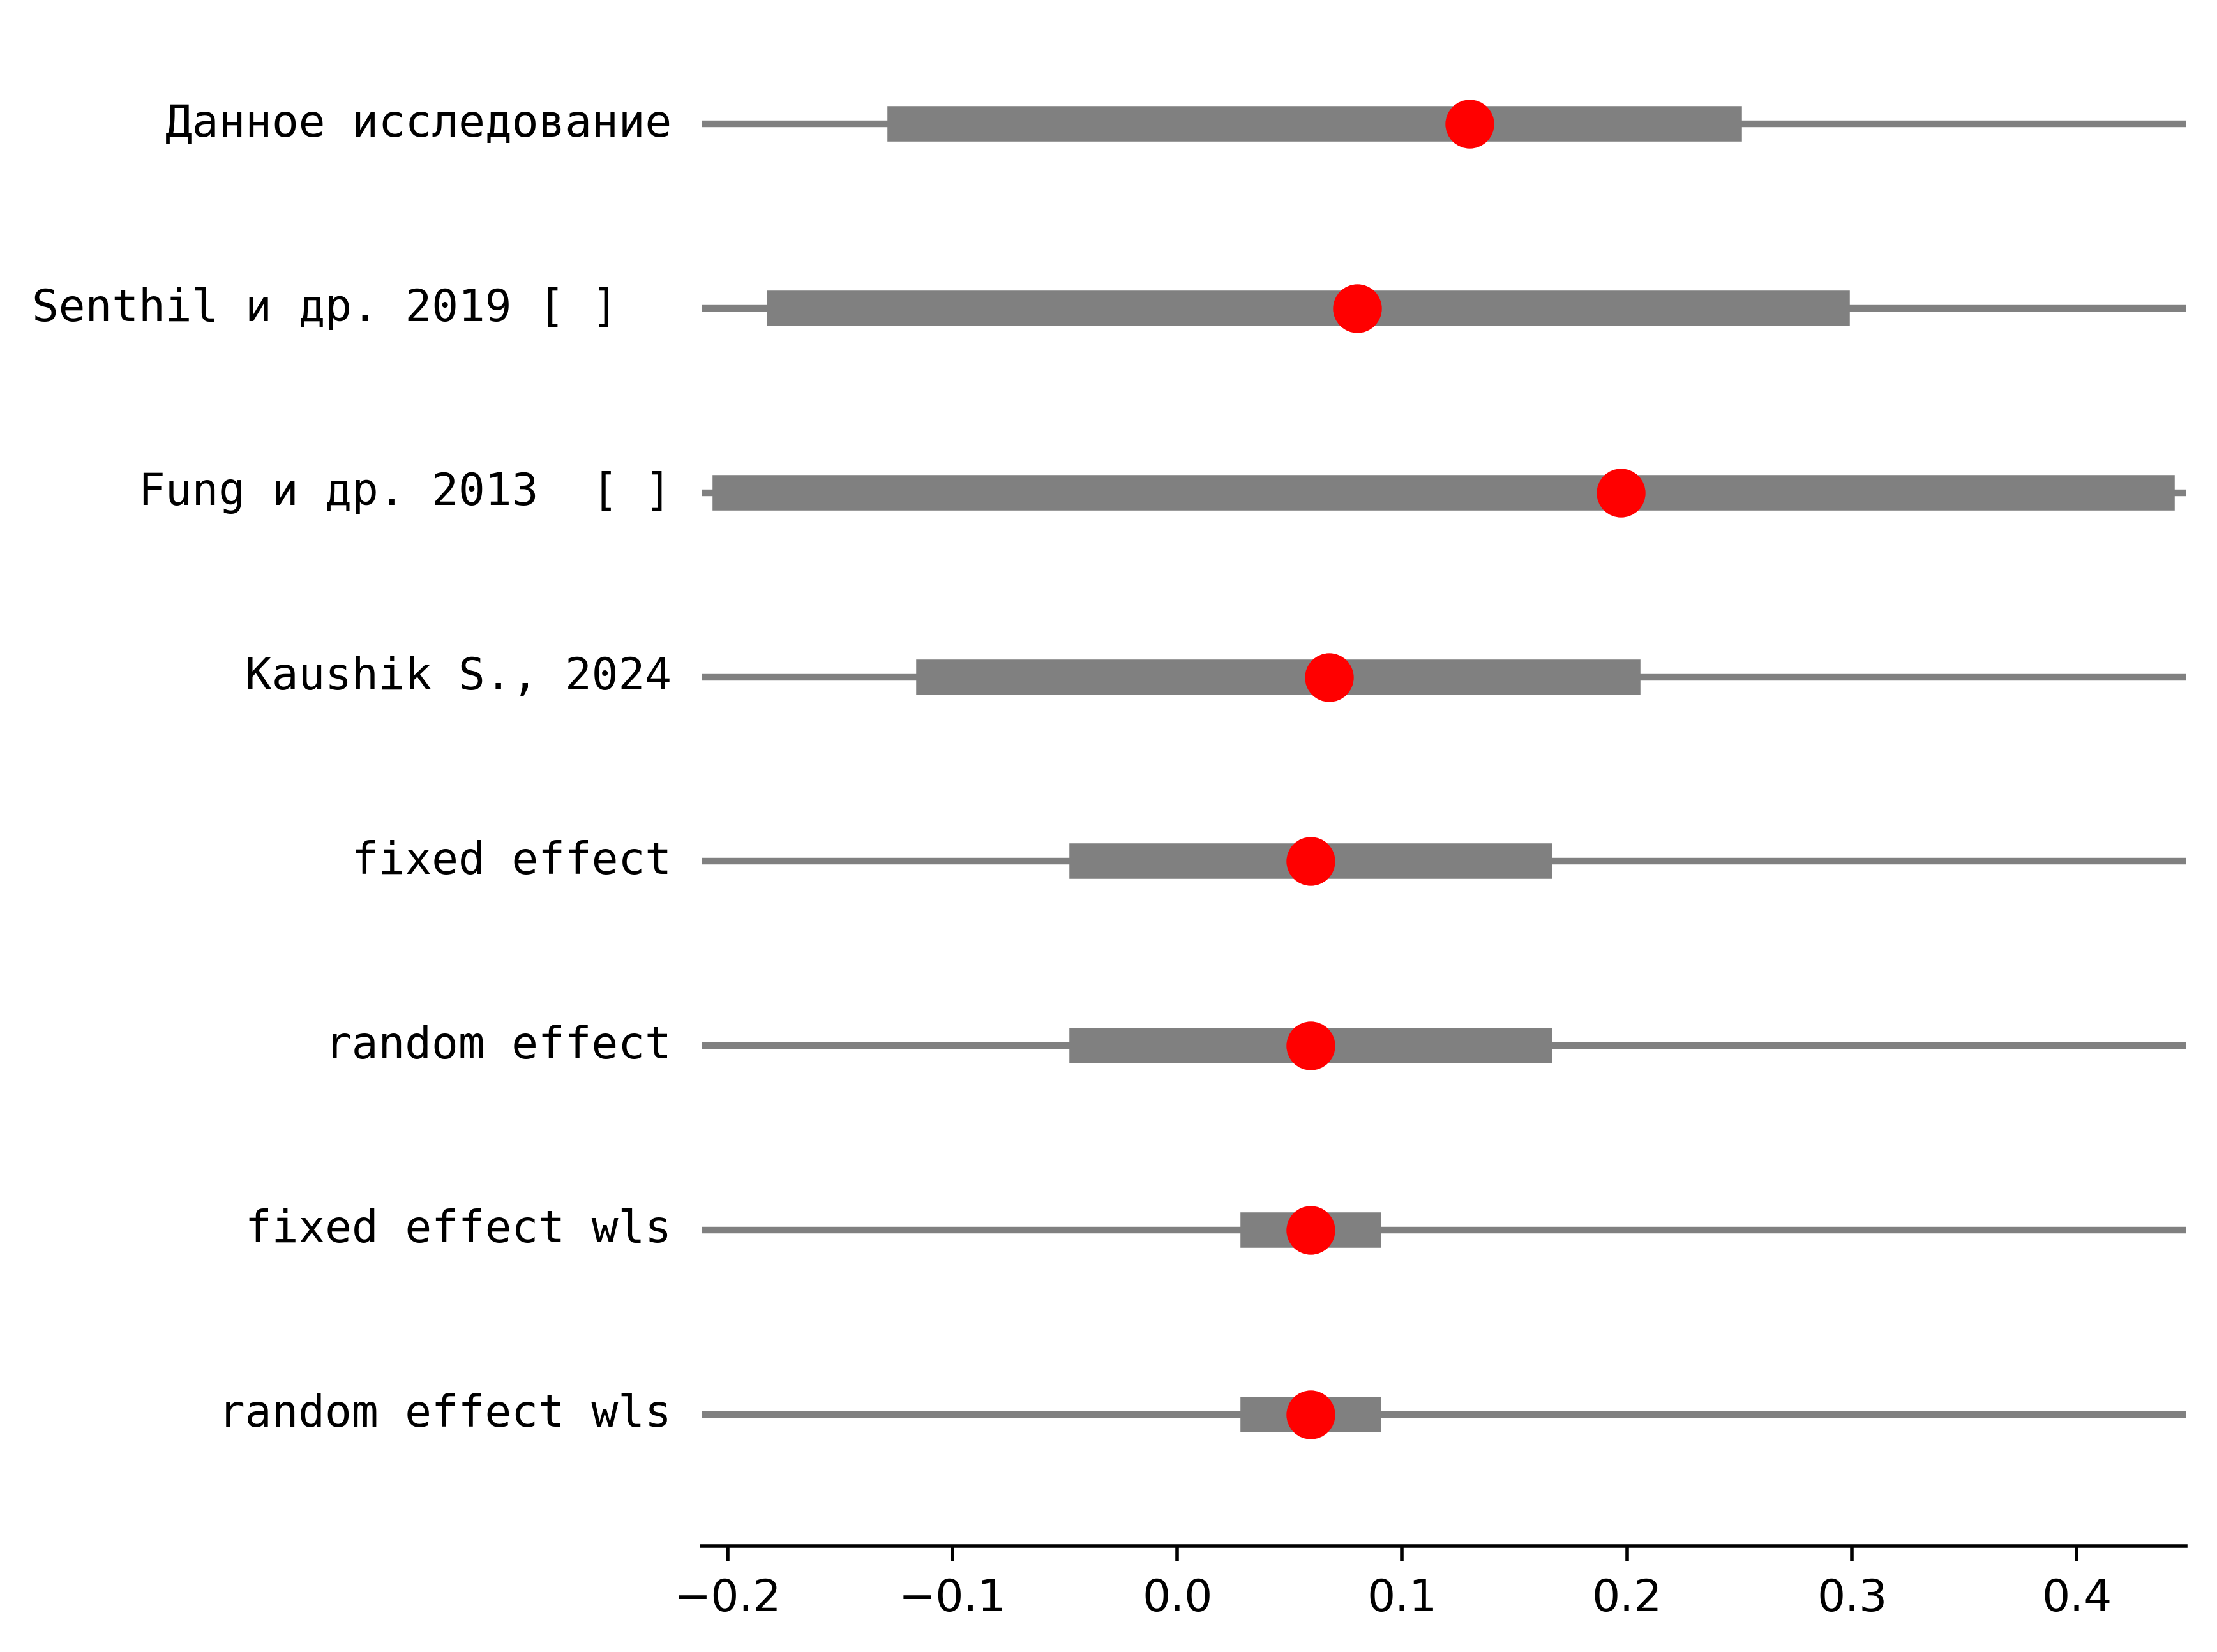 Данное исследование
Senthil и др. 2019 [ ]
Fung и др. 2013  [ ]
Kaushik S., 2024
fixed effect
random effect
fixed effect wls
random effect wls
−0.2 −0.1 0.0 0.1 0.2 0.3 0.4